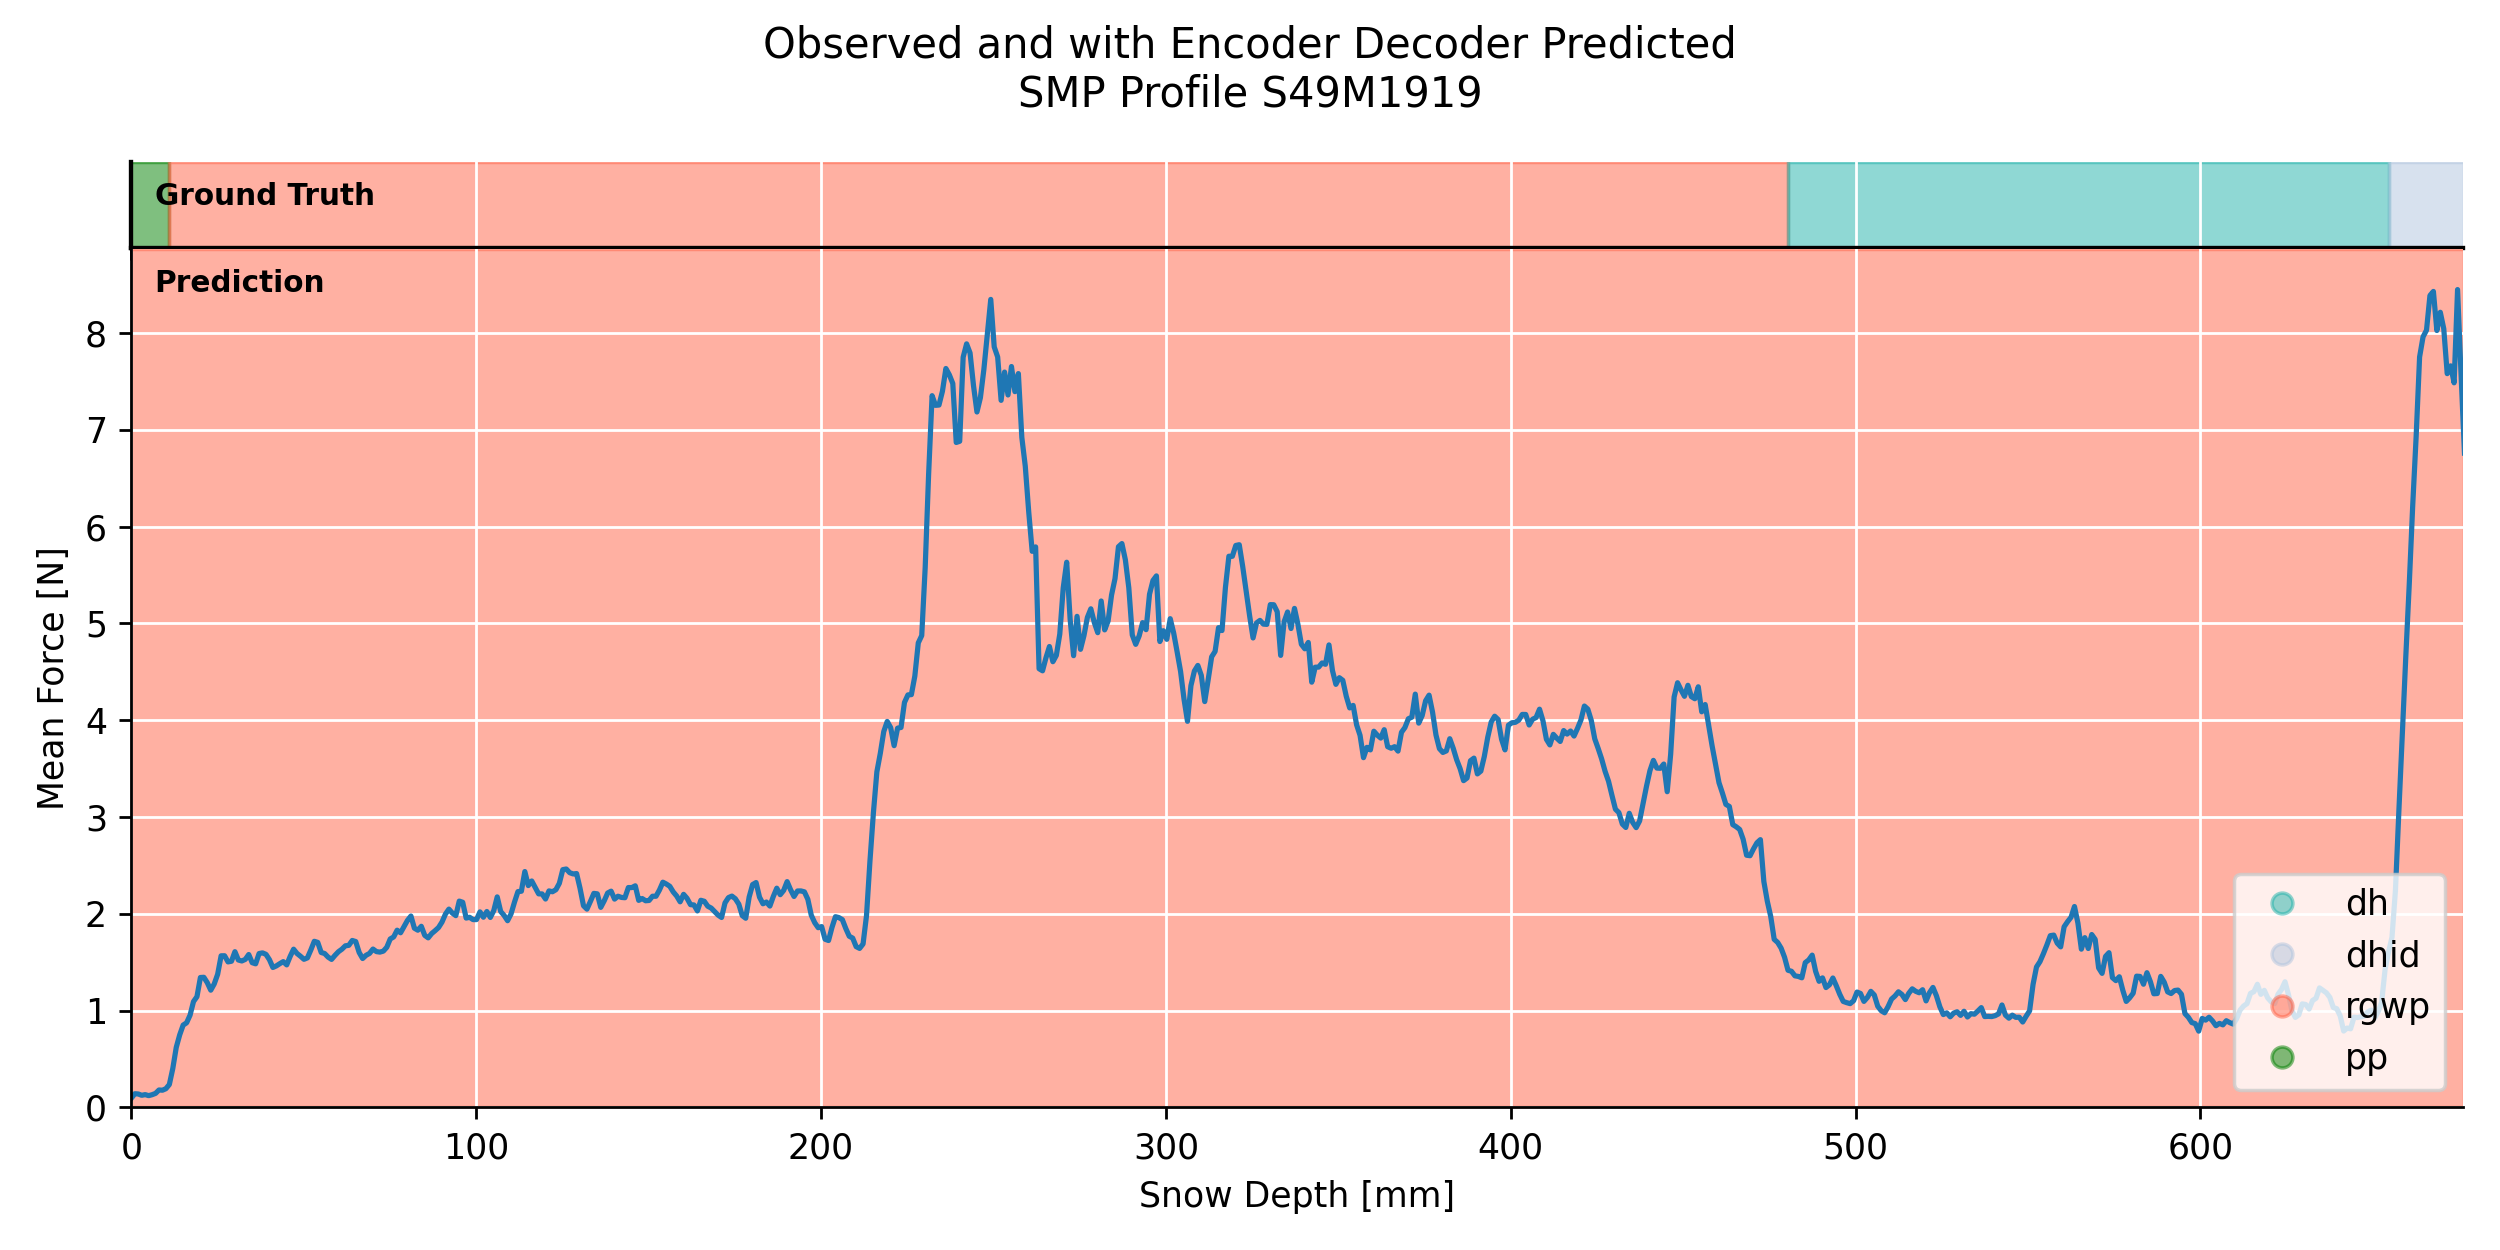 Observed and with Encoder Decoder Predicted
SMP Profile S49M1919
Ground Truth
Prediction
8
7
6
5
4
3
2
1
0
Mean Force [N]
dh
dhid
rgwp
pp
0 100 200 300 400 500 600
Snow Depth [mm]